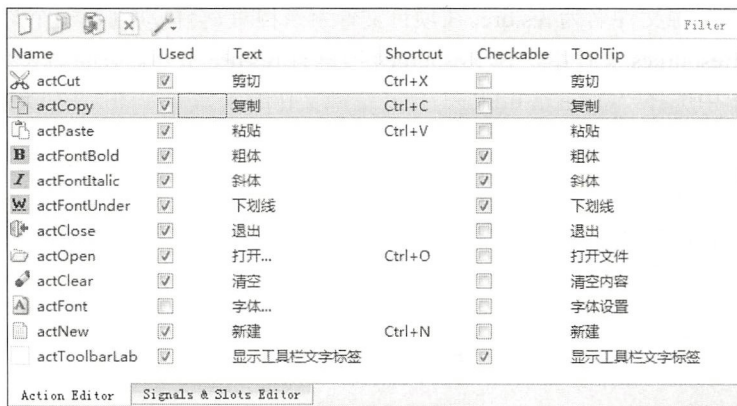 Filter
Name Used Text Shortcut Checkable ToolTip
actCut 剪切 Ctrl+X 剪切
actCopy 复制 Ctrl+C 复制
actPaste 粘贴 Ctrl+V 粘贴
B actFontBold 粗体 粗体
I actFontItalic 斜体 斜体
W actFontUnder 下划线 下划线
actClose 退出 退出
actOpen 打开... Ctrl+O 打开文件
actClear 清空 清空内容
A actFont 字体... 字体设置
actNew 新建 Ctrl+N 新建
actToolbarLab 显示工具栏文字标签 显示工具栏文字标签
Action Editor Signals & Slots Editor